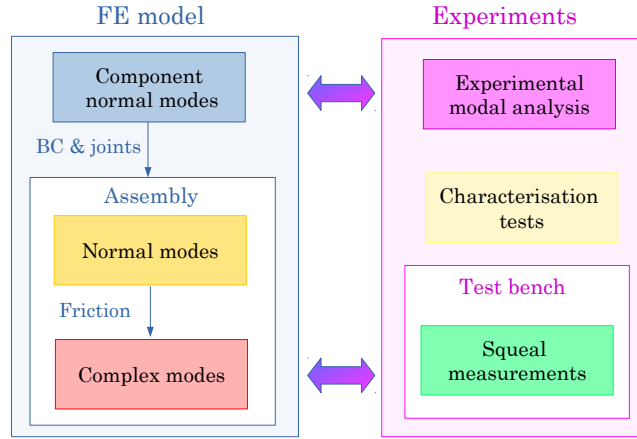 FE model
Component
normal modes
BC & joints
Assembly
Normal modes
Friction
Complex modes
Experiments
Experimental
modal analysis
Characterisation
tests
Test bench
Squeal
measurements